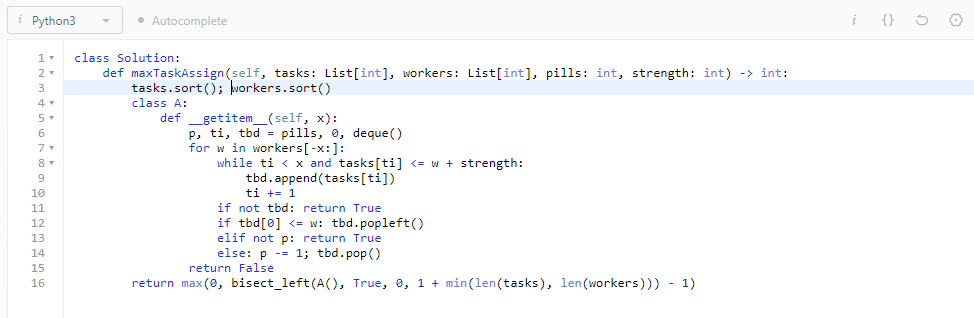 i Python3 Autocomplete i {}
1 class Solution:
2     def maxTaskAssign(self, tasks: List[int], workers: List[int], pills: int, strength: int) -> int:
3         tasks.sort(); workers.sort()
4         class A:
5             def __getitem__(self, x):
6                 p, ti, tbd = pills, 0, deque()
7                 for w in workers[-x:]:
8                     while ti < x and tasks[ti] <= w + strength:
9                         tbd.append(tasks[ti])
10                         ti += 1
11                     if not tbd: return True
12                     if tbd[0] <= w: tbd.popleft()
13                     elif not p: return True
14                     else: p -= 1; tbd.pop()
15                 return False
16         return max(0, bisect_left(A(), True, 0, 1 + min(len(tasks), len(workers))) - 1)